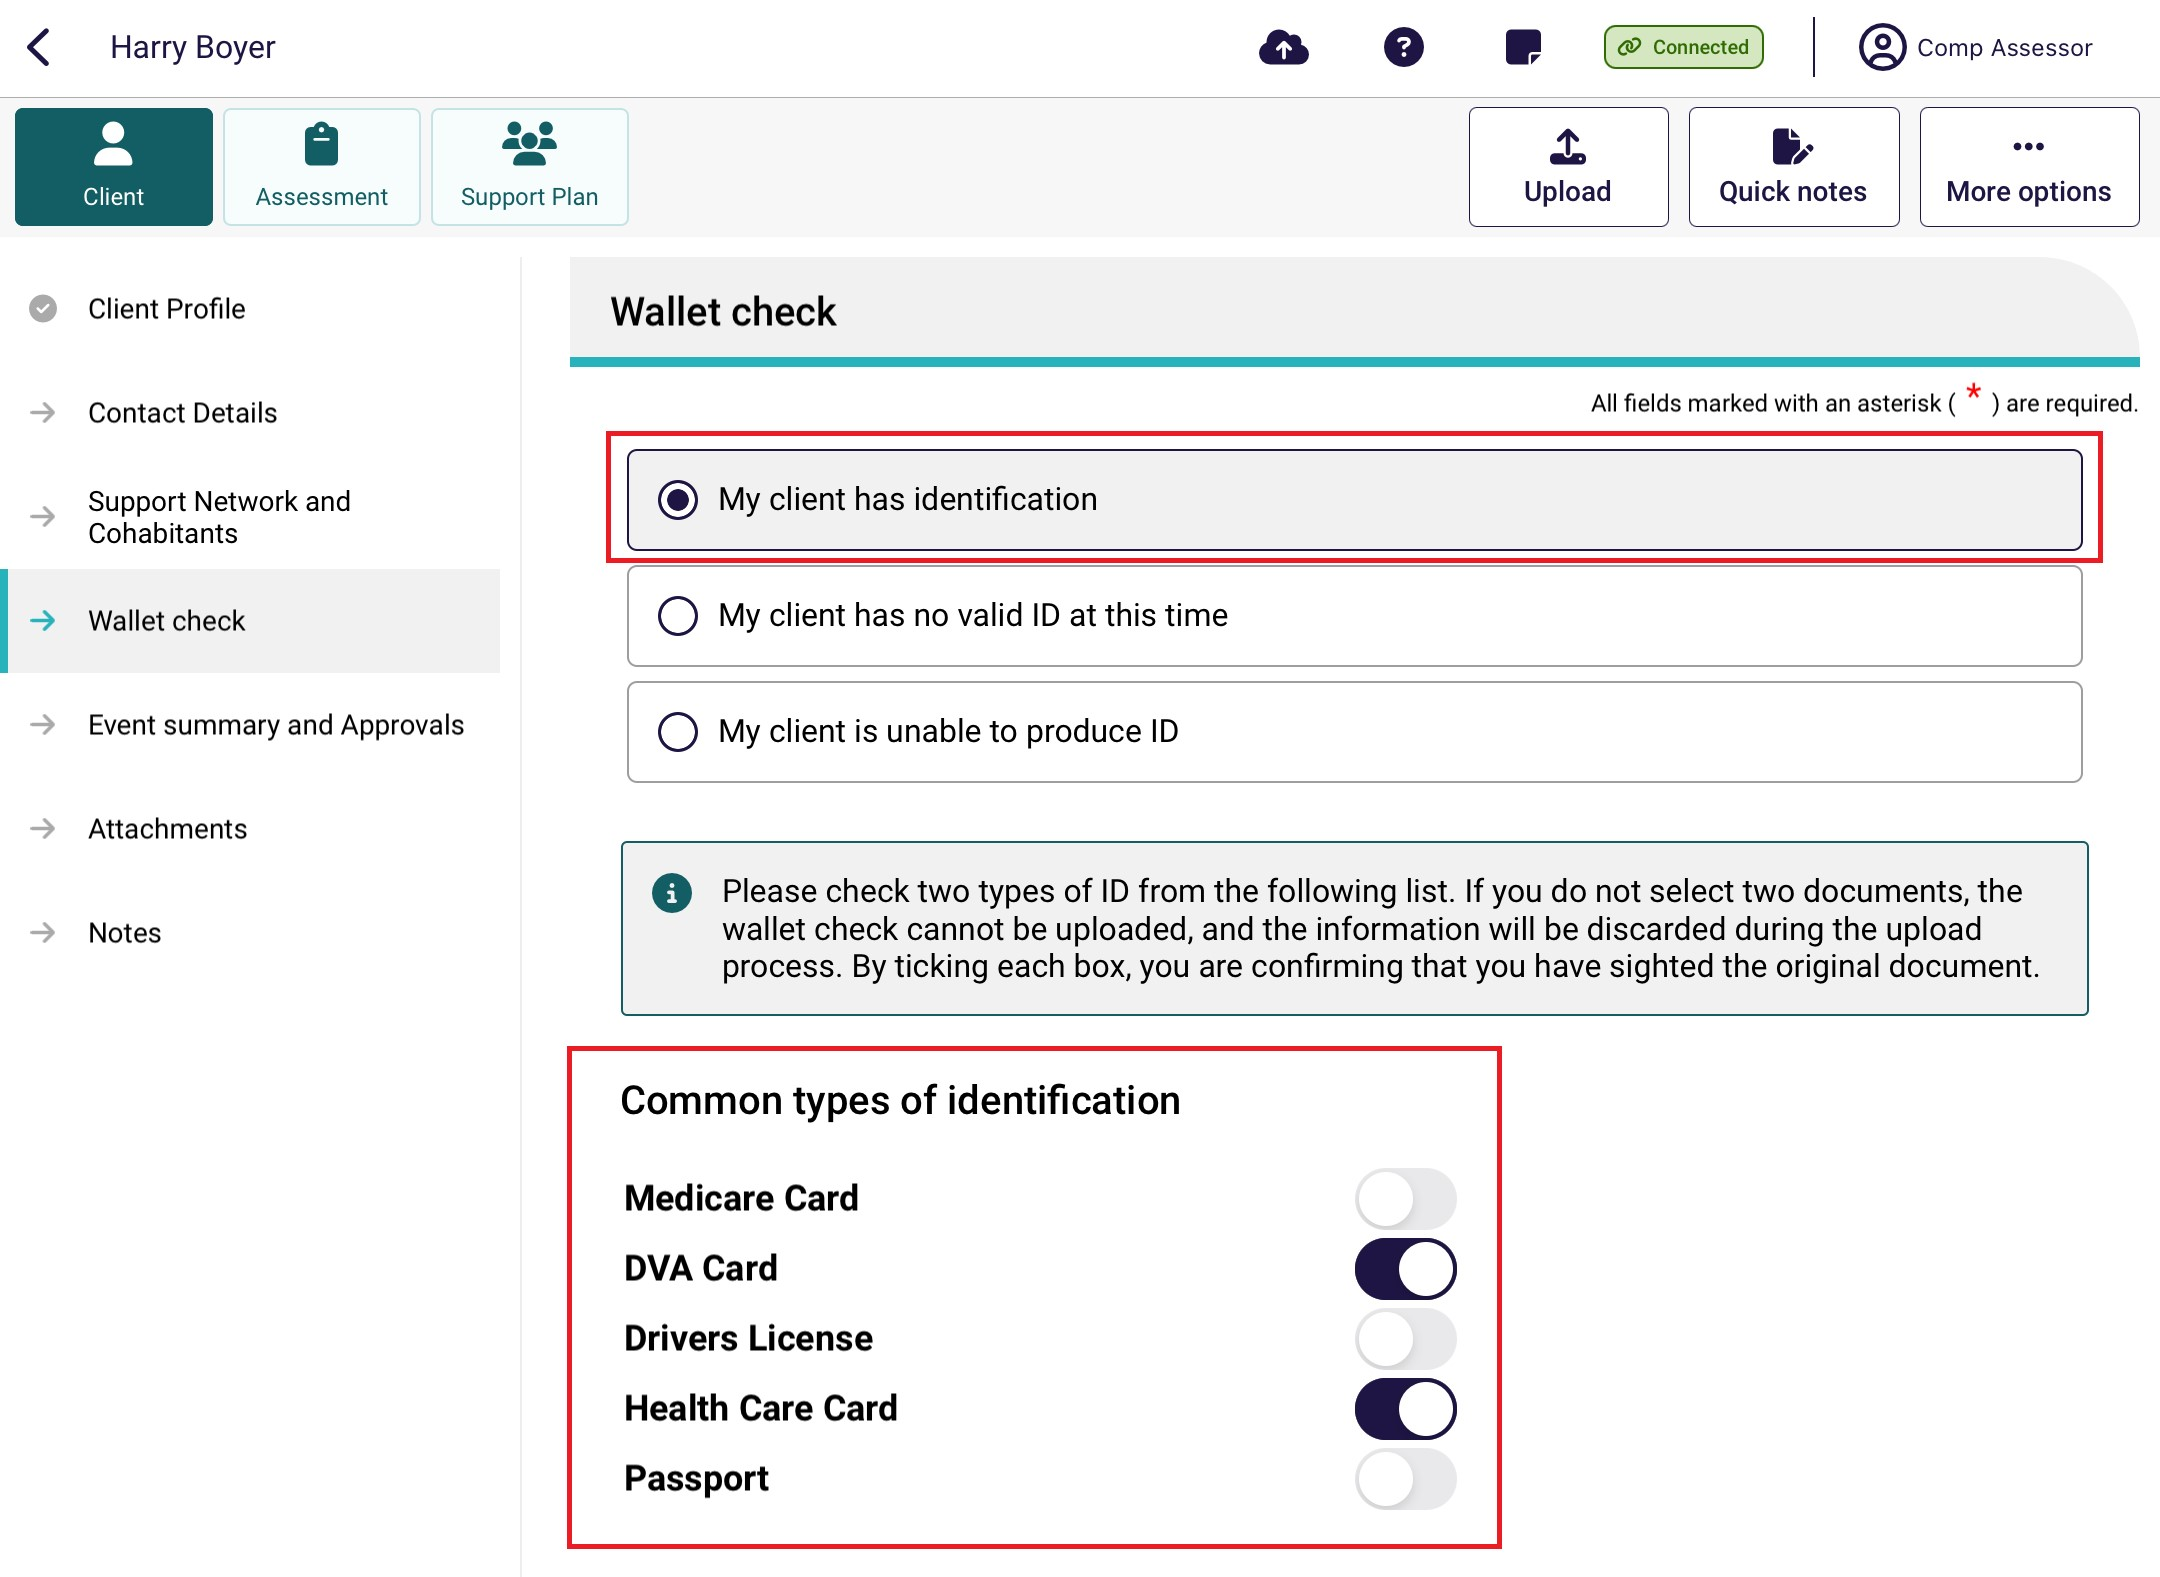 Harry Boyer
Connected
Comp Assessor
Client
Assessment
Support Plan
Upload
Quick notes
More options
Client Profile
Contact Details
Support Network and
Cohabitants
Wallet check
Event summary and Approvals
Attachments
Notes
Wallet check
All fields marked with an asterisk ( * ) are required.
My client has identification
My client has no valid ID at this time
My client is unable to produce ID
Please check two types of ID from the following list. If you do not select two documents, the
wallet check cannot be uploaded, and the information will be discarded during the upload
process. By ticking each box, you are confirming that you have sighted the original document.
Common types of identification
Medicare Card
DVA Card
Drivers License
Health Care Card
Passport